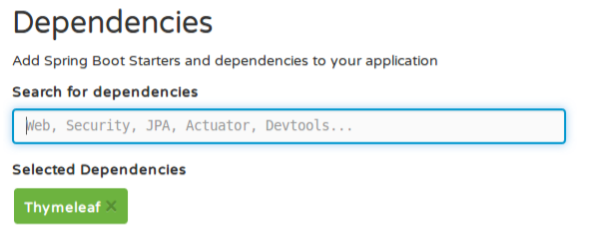 Dependencies
Add Spring Boot Starters and dependencies to your application
Search for dependencies
Web, Security, JPA, Actuator, Devtools...
Selected Dependencies
Thymeleaf ×